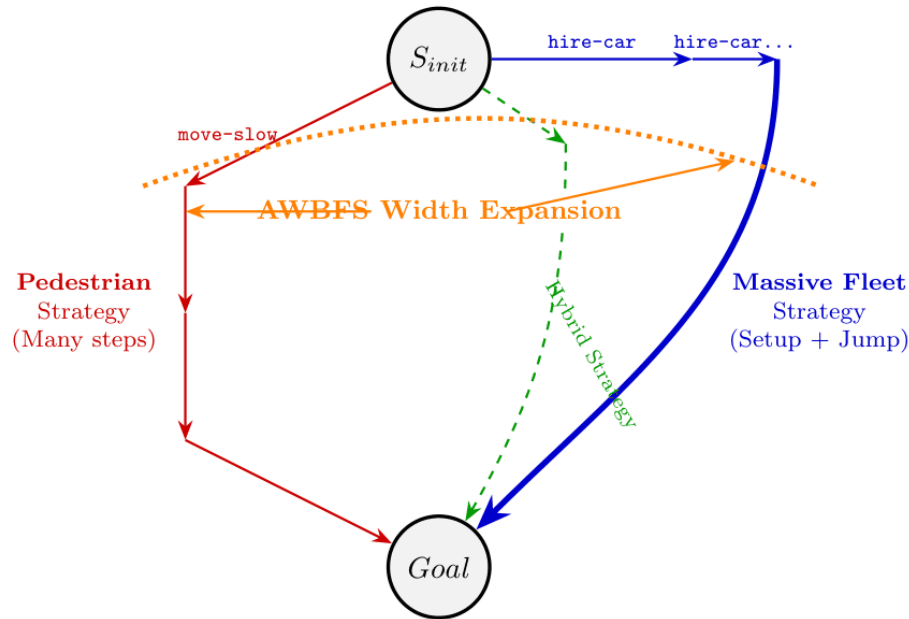 S_init
hire-car
hire-car...
move-slow
AWBFS Width Expansion
Pedestrian
Strategy
(Many steps)
Massive Fleet
Strategy
(Setup + Jump)
Hybrid Strategy
Goal